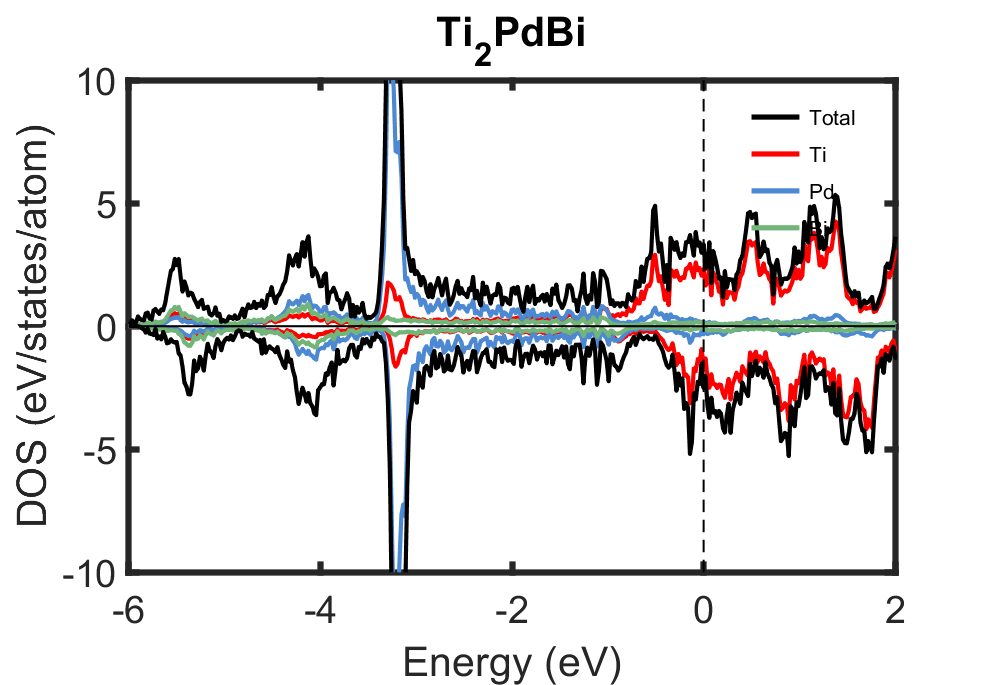 Ti2PdBi
DOS (eV/states/atom)
10
5
0
-5
-10
Total
Ti
Pd
Bi
-6 -4 -2 0 2
Energy (eV)